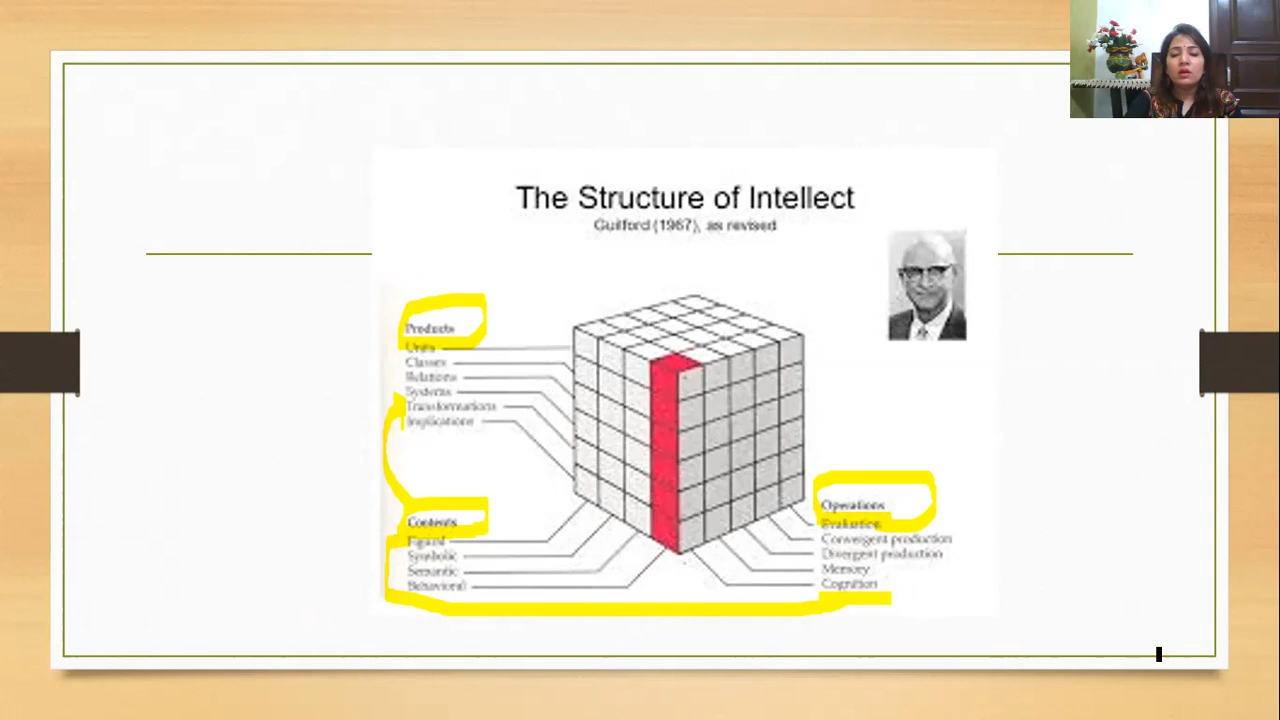 The Structure of Intellect
Guilford (1967), as revised
Products
Units
Classes
Relations
Systems
Transformations
Implications
Contents
Figural
Symbolic
Semantic
Behavioral
Operations
Evaluation
Convergent production
Divergent production
Memory
Cognition